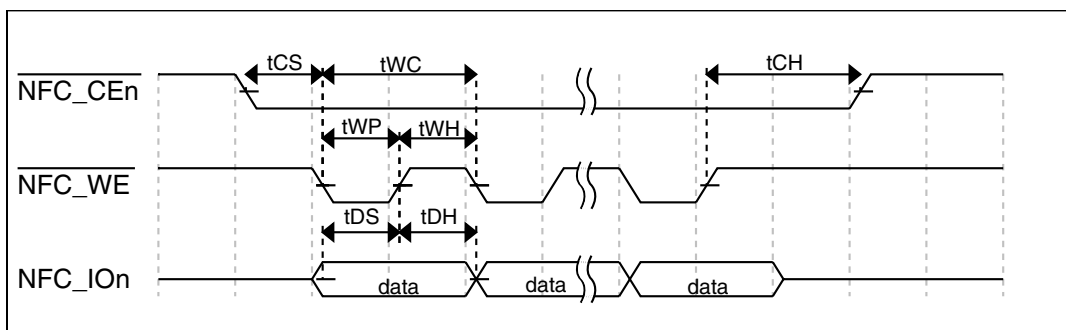 tCS tWC tCH
NFC_CEn
tWP tWH
NFC_WE
tDS tDH
NFC_IOn data data data